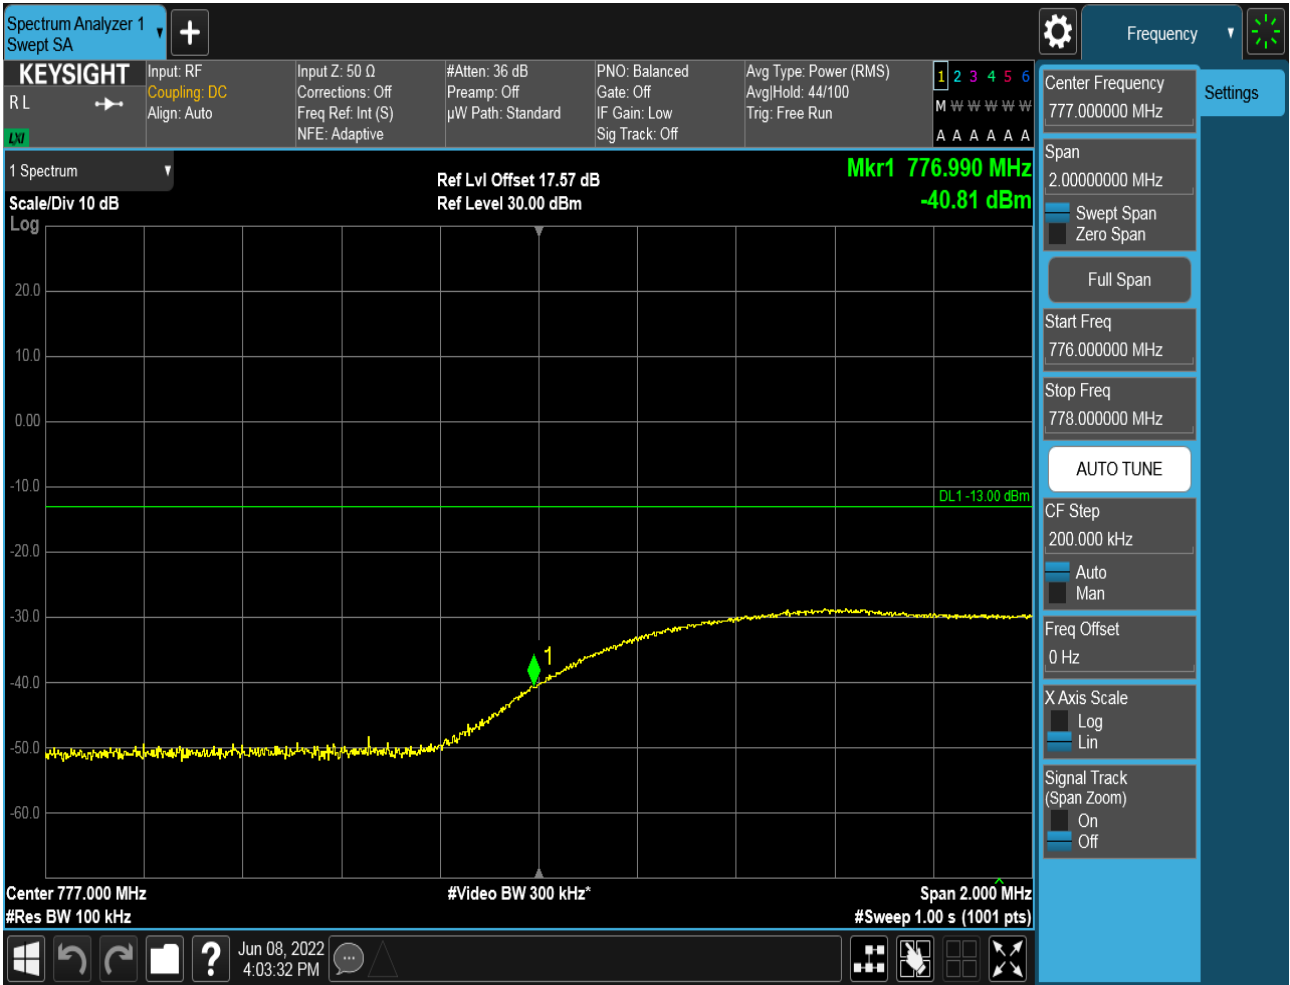 Spectrum Analyzer 1
Swept SA
Frequency
KEYSIGHT
R L
LXI
Input: RF
Coupling: DC
Align: Auto
Input Z: 50 Ω
Corrections: Off
Freq Ref: Int (S)
NFE: Adaptive
#Atten: 36 dB
Preamp: Off
µW Path: Standard
PNO: Balanced
Gate: Off
IF Gain: Low
Sig Track: Off
Avg Type: Power (RMS)
Avg|Hold: 44/100
Trig: Free Run
1 2 3 4 5 6
M W W W W W
A A A A A A
1 Spectrum
Scale/Div 10 dB
Log
Ref Lvl Offset 17.57 dB
Ref Level 30.00 dBm
Mkr1 776.990 MHz
-40.81 dBm
20.0
10.0
0.00
-10.0
-20.0
-30.0
-40.0
-50.0
-60.0
DL1 -13.00 dBm
1
Center 777.000 MHz
#Res BW 100 kHz
#Video BW 300 kHz*
Span 2.000 MHz
#Sweep 1.00 s (1001 pts)
Center Frequency
777.000000 MHz
Span
2.00000000 MHz
Swept Span
Zero Span
Full Span
Start Freq
776.000000 MHz
Stop Freq
778.000000 MHz
AUTO TUNE
CF Step
200.000 kHz
Auto
Man
Freq Offset
0 Hz
X Axis Scale
Log
Lin
Signal Track
(Span Zoom)
On
Off
Settings
?
Jun 08, 2022
4:03:32 PM